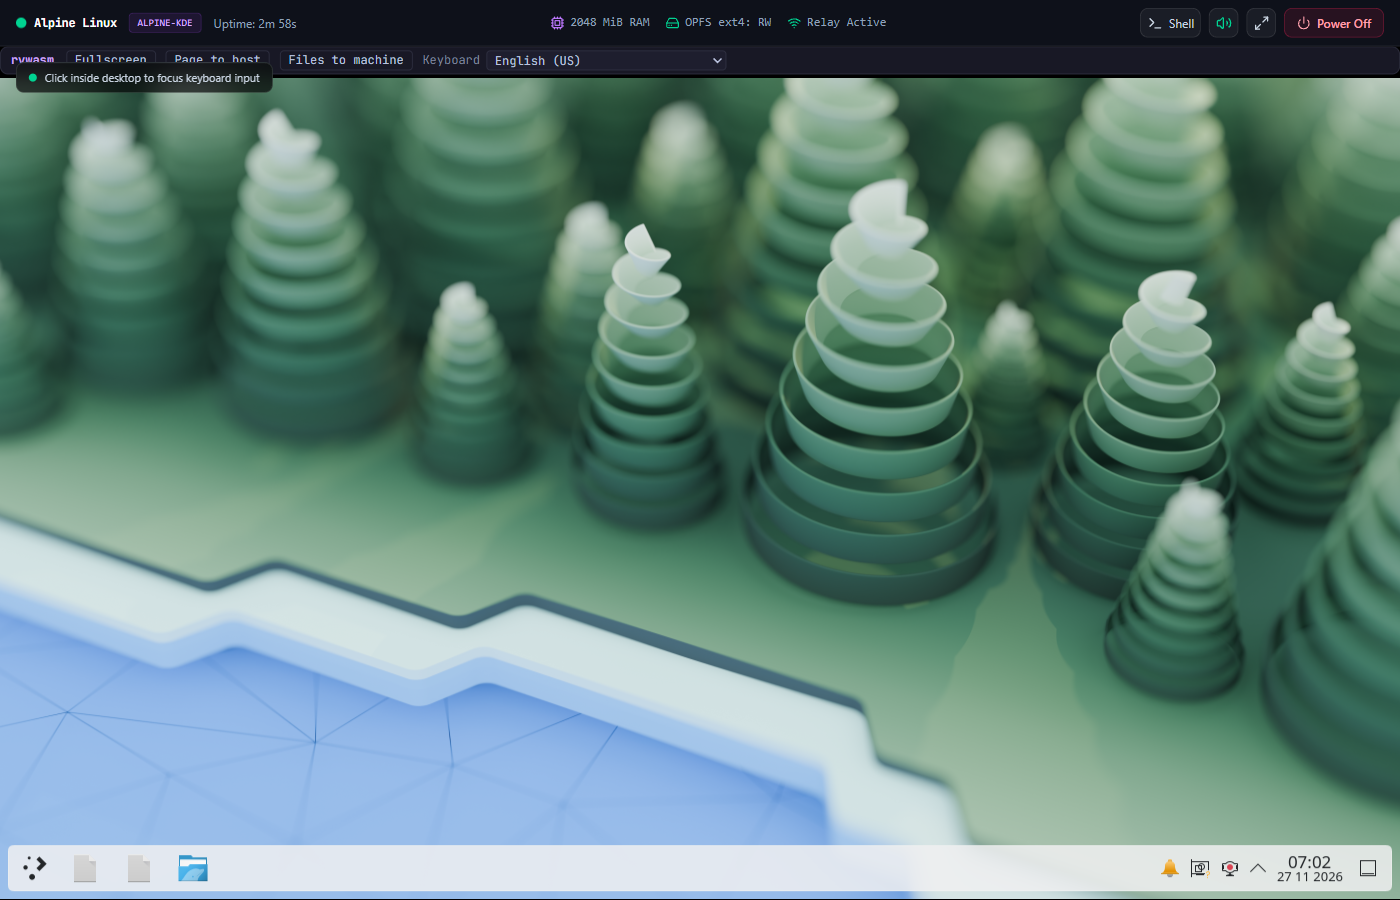 Alpine Linux
ALPINE-KDE
Uptime: 2m 58s
2048 MiB RAM
OPFS ext4: RW
Relay Active
Shell
Power Off
rvwasm
Fullscreen
Page to host
Files to machine
Keyboard
English (US)
Click inside desktop to focus keyboard input
07:02
27 11 2026